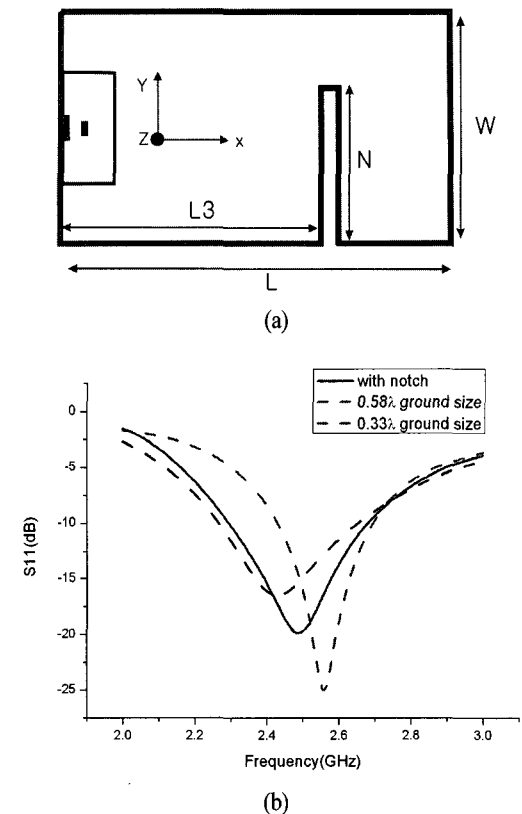 Y
Z
x
W
N
L3
L
(a)
with notch
0.58λ ground size
0.33λ ground size
0
-5
-10
-15
-20
-25
S11(dB)
2.0 2.2 2.4 2.6 2.8 3.0
Frequency(GHz)
(b)